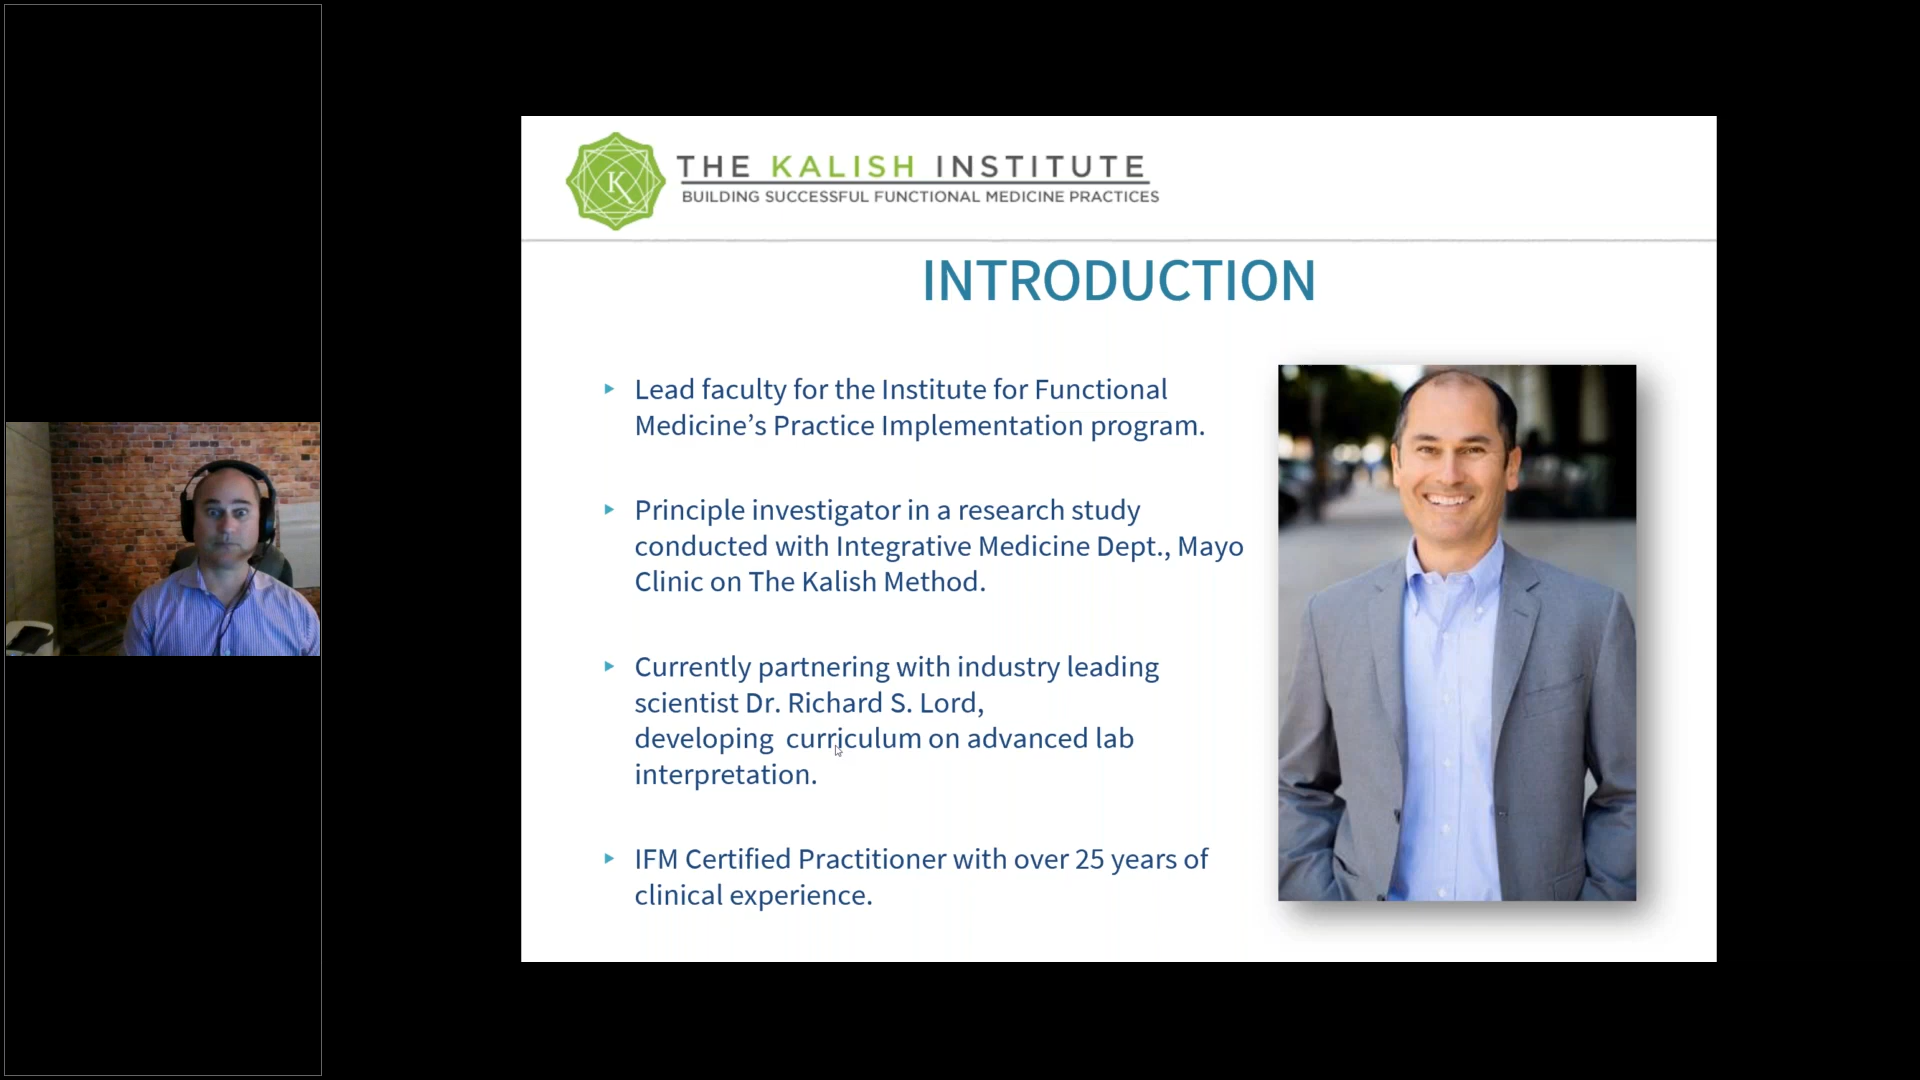 K
THE KALISH INSTITUTE
BUILDING SUCCESSFUL FUNCTIONAL MEDICINE PRACTICES
INTRODUCTION
Lead faculty for the Institute for Functional
Medicine’s Practice Implementation program.
Principle investigator in a research study
conducted with Integrative Medicine Dept., Mayo
Clinic on The Kalish Method.
Currently partnering with industry leading
scientist Dr. Richard S. Lord,
developing  curriculum on advanced lab
interpretation.
IFM Certified Practitioner with over 25 years of
clinical experience.